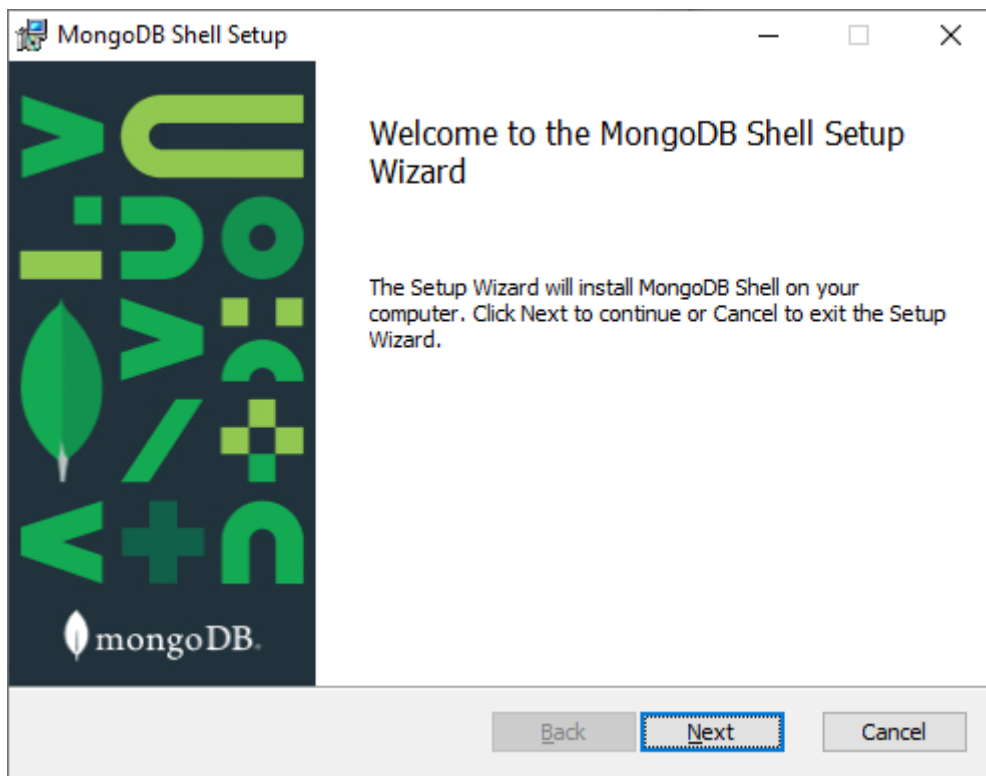 MongoDB Shell Setup
Welcome to the MongoDB Shell Setup
Wizard
The Setup Wizard will install MongoDB Shell on your
computer. Click Next to continue or Cancel to exit the Setup
Wizard.
mongoDB.
Back
Next
Cancel